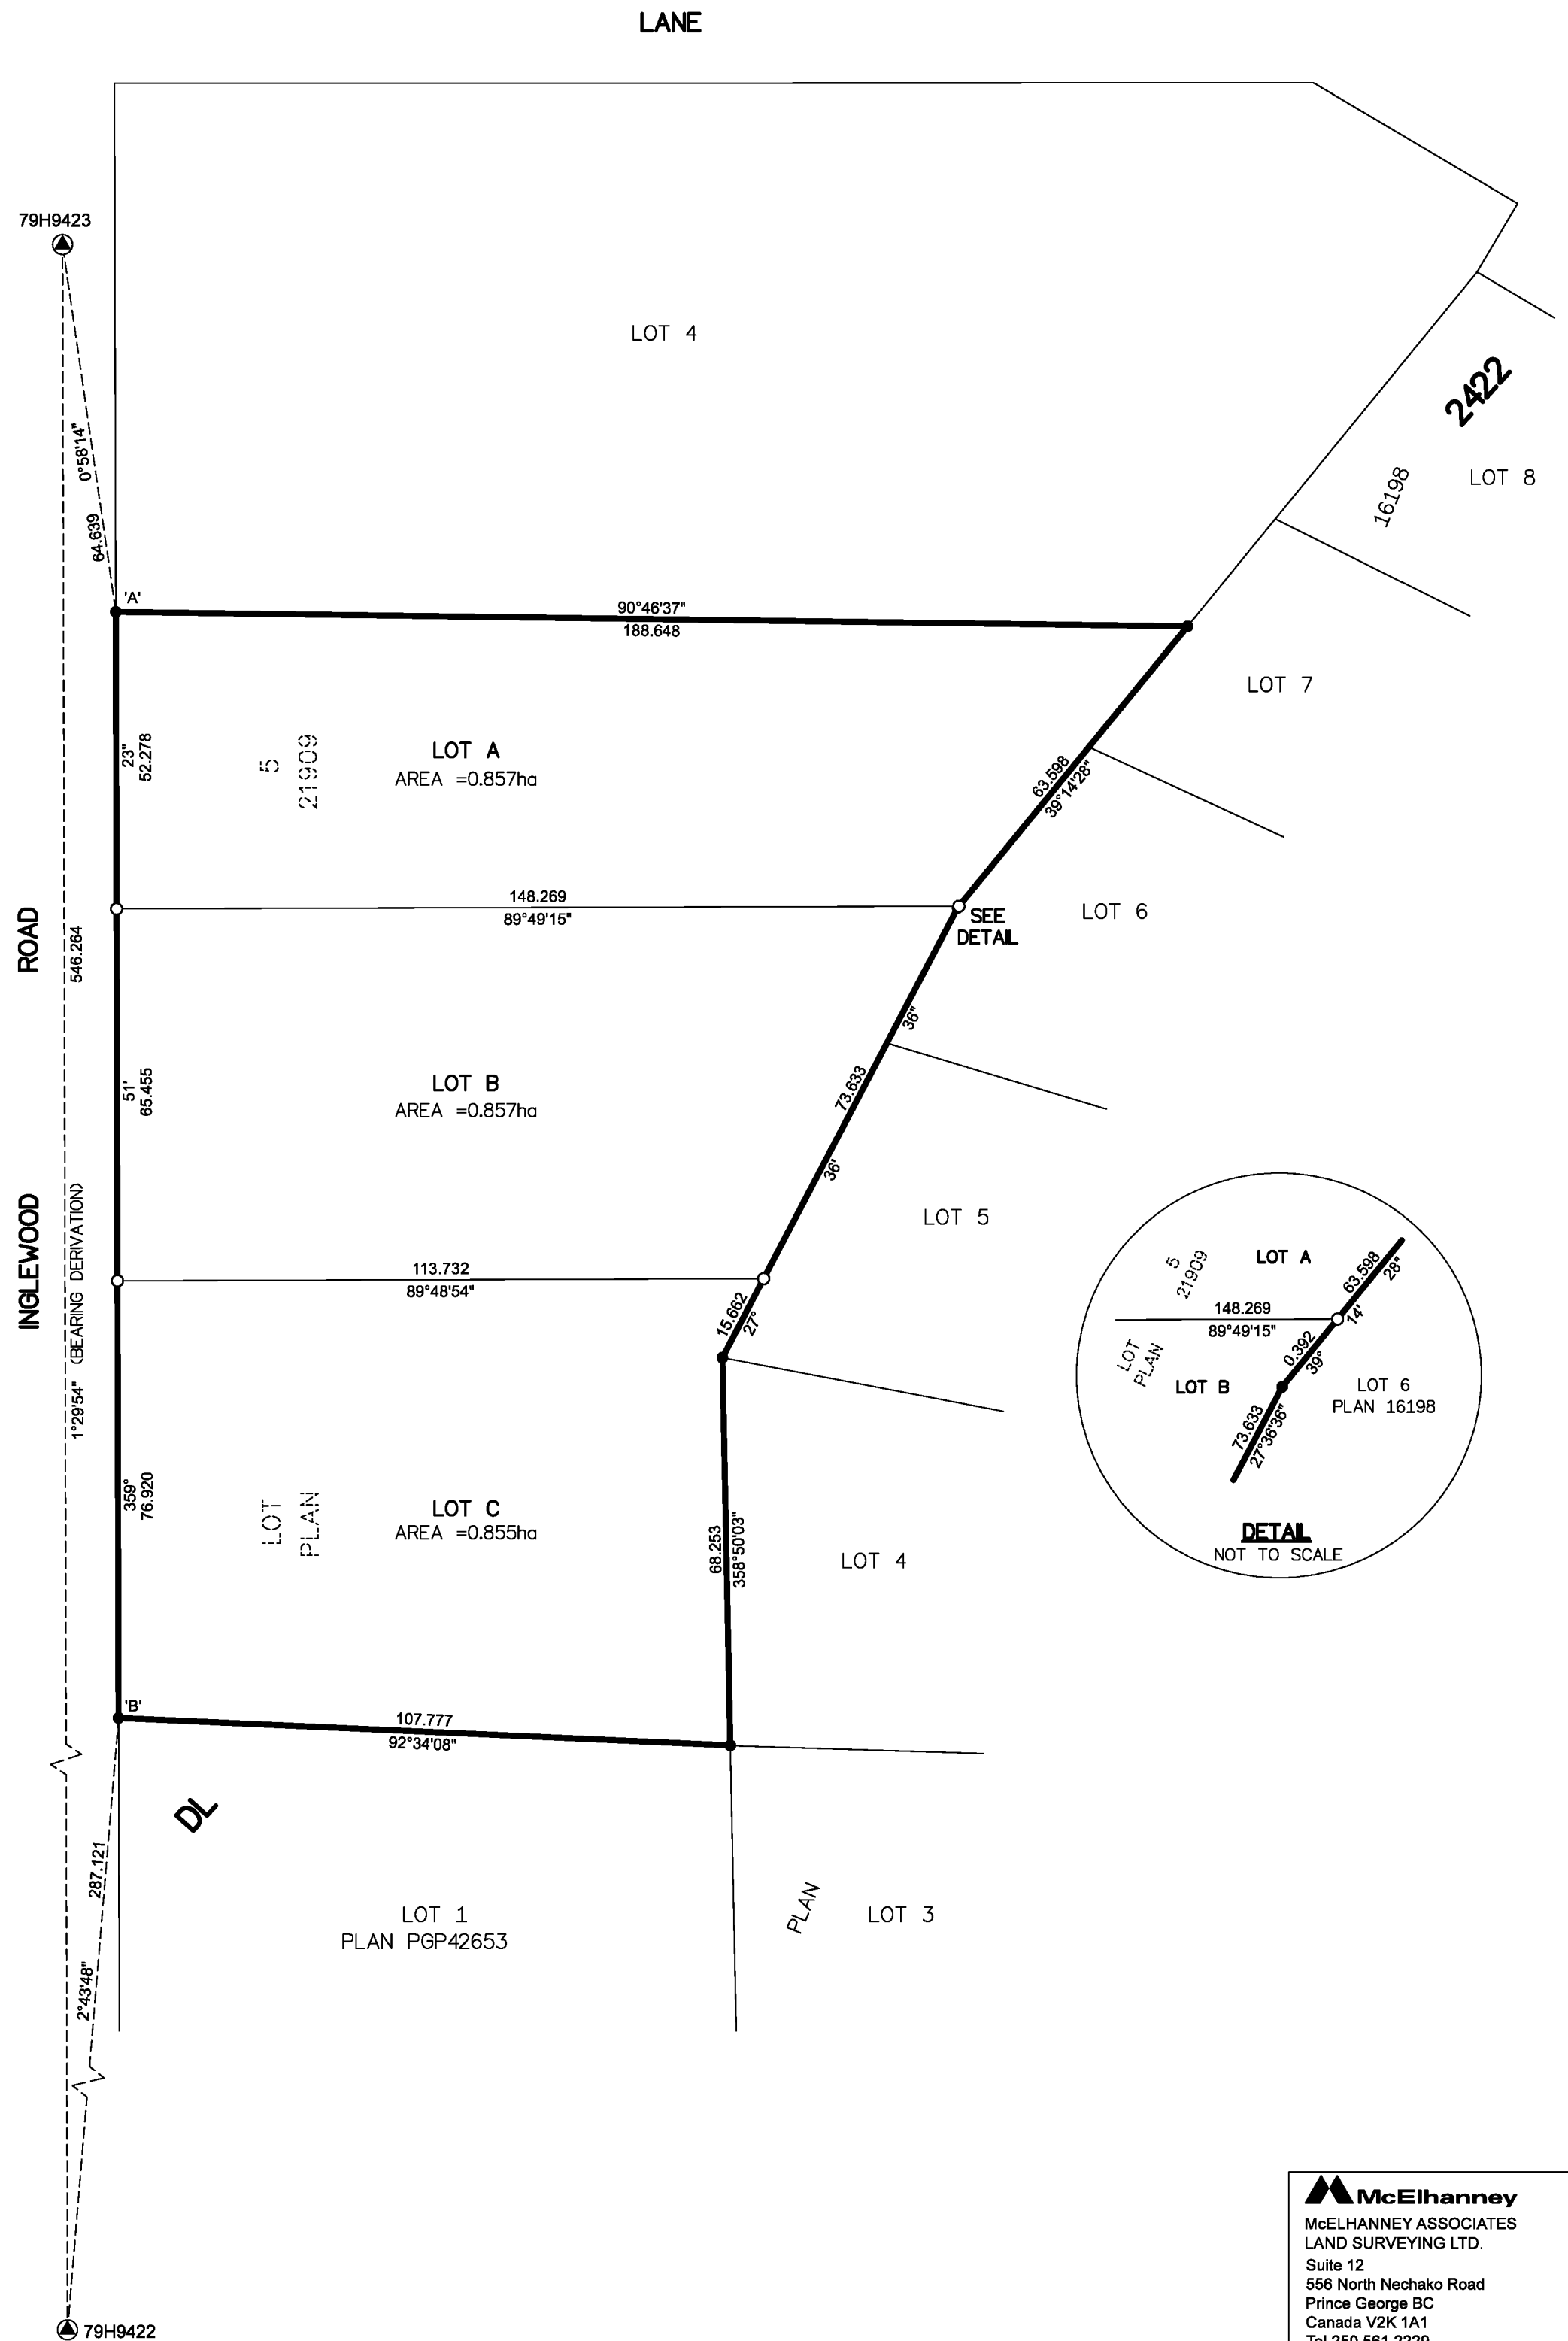 LANE
79H9423
LOT 4
2422
0°58'14"
64.639
16198
LOT 8
'A'
90°46'37"
188.648
LOT 7
23"
52.278
5
21909
LOT A
AREA =0.857ha
63.598
39°14'28"
148.269
89°49'15"
SEE
DETAIL
LOT 6
ROAD
546.264
36"
51'
65.455
LOT B
AREA =0.857ha
73.633
36'
LOT 5
INGLEWOOD
1°29'54" (BEARING DERIVATION)
113.732
89°48'54"
15.662
27°
5
21909
LOT A
63.598
28"
148.269
89°49'15"
14'
LOT
PLAN
0.392
39°
LOT B
LOT 6
PLAN 16198
73.633
27°36'36"
DETAIL
NOT TO SCALE
359°
76.920
LOT
PLAN
LOT C
AREA =0.855ha
68.253
358°50'03"
LOT 4
'B'
107.777
92°34'08"
DL
287.121
2°43'48"
LOT 1
PLAN PGP42653
PLAN
LOT 3
McElhanney
McELHANNEY ASSOCIATES
LAND SURVEYING LTD.
Suite 12
556 North Nechako Road
Prince George BC
Canada V2K 1A1
Tel 250 561 2229
79H9422